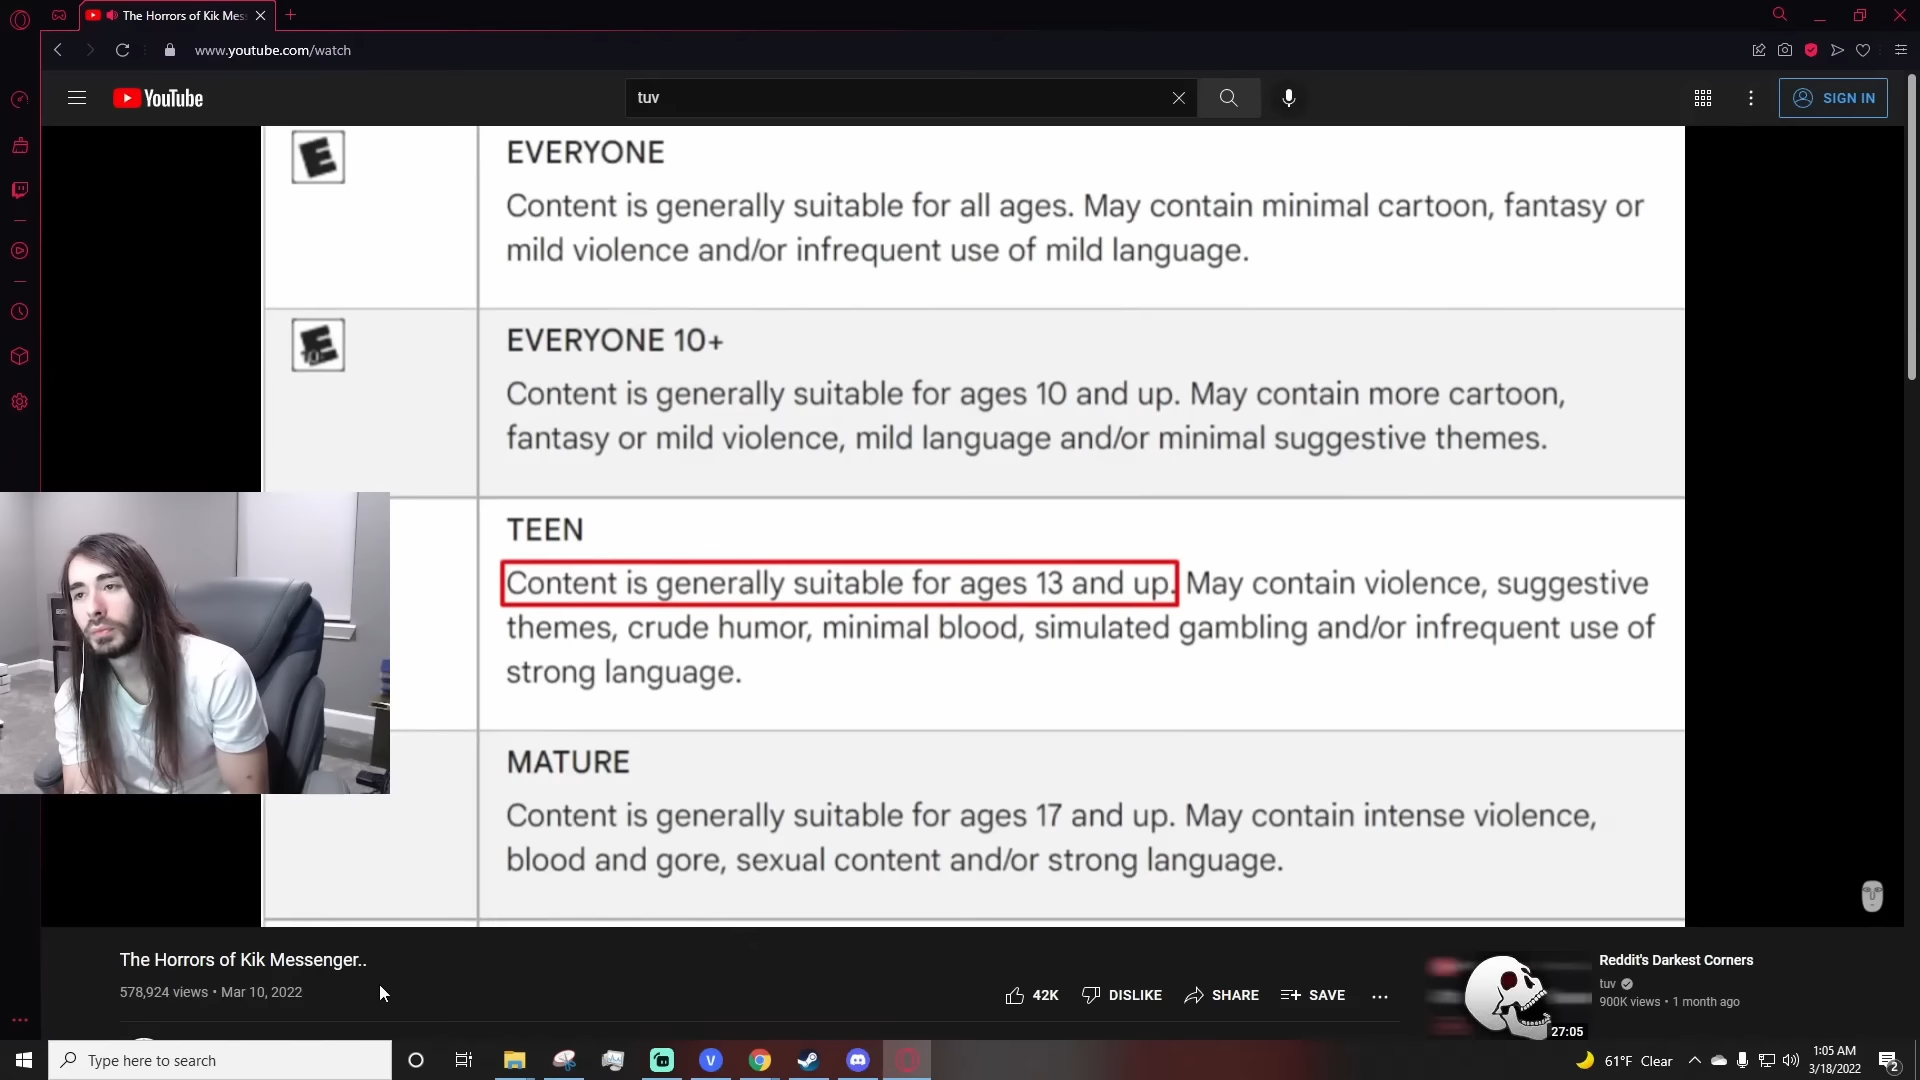 The Horrors of Kik Mes
www.youtube.com/watch
YouTube
tuv
SIGN IN
E
EVERYONE
Content is generally suitable for all ages. May contain minimal cartoon, fantasy or
mild violence and/or infrequent use of mild language.
E
EVERYONE 10+
Content is generally suitable for ages 10 and up. May contain more cartoon,
fantasy or mild violence, mild language and/or minimal suggestive themes.
TEEN
Content is generally suitable for ages 13 and up. May contain violence, suggestive
themes, crude humor, minimal blood, simulated gambling and/or infrequent use of
strong language.
MATURE
Content is generally suitable for ages 17 and up. May contain intense violence,
blood and gore, sexual content and/or strong language.
The Horrors of Kik Messenger..
578,924 views • Mar 10, 2022
42K
DISLIKE
SHARE
SAVE
Reddit's Darkest Corners
tuv
900K views • 1 month ago
27:05
Type here to search
V
61°F Clear
1:05 AM
3/18/2022
2